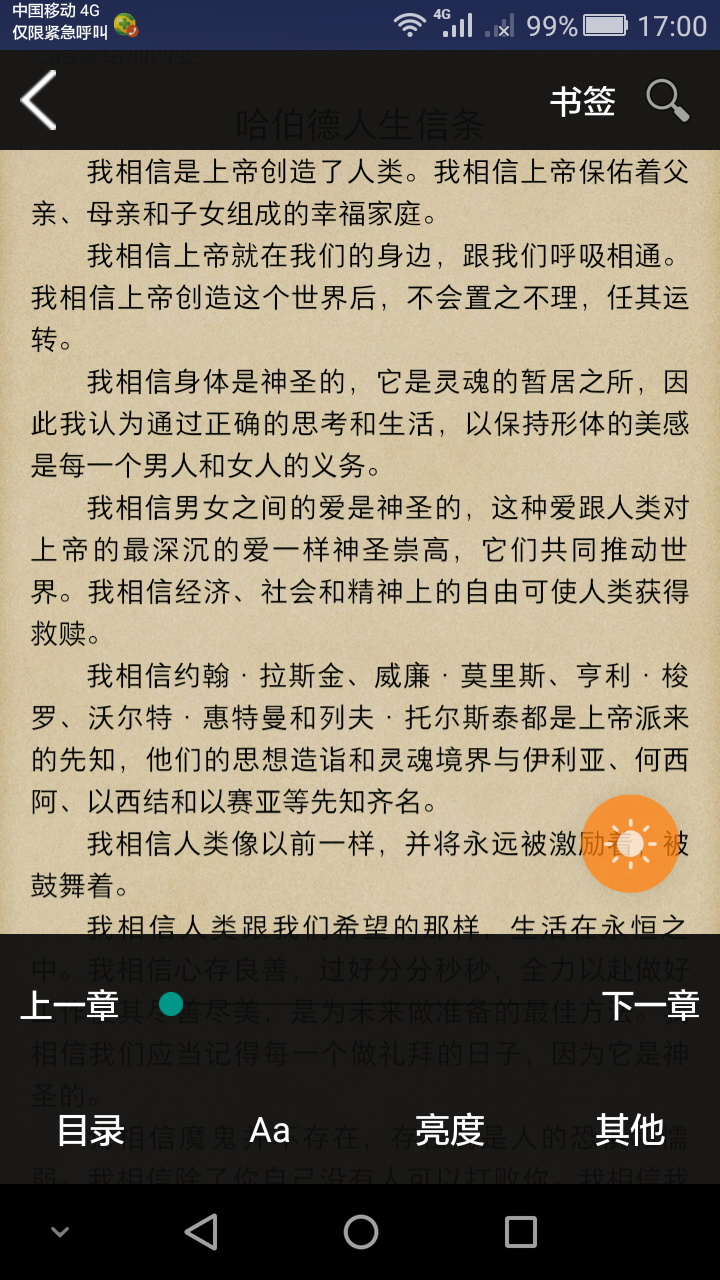 中国移动 4G
仅限紧急呼叫
4G
99%
17:00
书签
哈伯德人生信条
我相信是上帝创造了人类。我相信上帝保佑着父
亲、母亲和子女组成的幸福家庭。
我相信上帝就在我们的身边，跟我们呼吸相通。
我相信上帝创造这个世界后，不会置之不理，任其运
转。
我相信身体是神圣的，它是灵魂的暂居之所，因
此我认为通过正确的思考和生活，以保持形体的美感
是每一个男人和女人的义务。
我相信男女之间的爱是神圣的，这种爱跟人类对
上帝的最深沉的爱一样神圣崇高，它们共同推动世
界。我相信经济、社会和精神上的自由可使人类获得
救赎。
我相信约翰·拉斯金、威廉·莫里斯、亨利·梭
罗、沃尔特·惠特曼和列夫·托尔斯泰都是上帝派来
的先知，他们的思想造诣和灵魂境界与伊利亚、何西
阿、以西结和以赛亚等先知齐名。
我相信人类像以前一样，并将永远被激励着，被
鼓舞着。
我相信人类跟我们希望的那样，生活在永恒之
中。我相信心存良善，过好分分秒秒，全力以赴做好
其尽善尽美，是为未来做准备的最佳方法。
上一章
下一章
相信我们应当记得每一个做礼拜的日子，因为它是神
圣的。
相信魔鬼并不存在，存
是人的恐
懦
目录
Aa
亮度
其他
弱。我相信除了你自己没有人可以打败你。我相信我